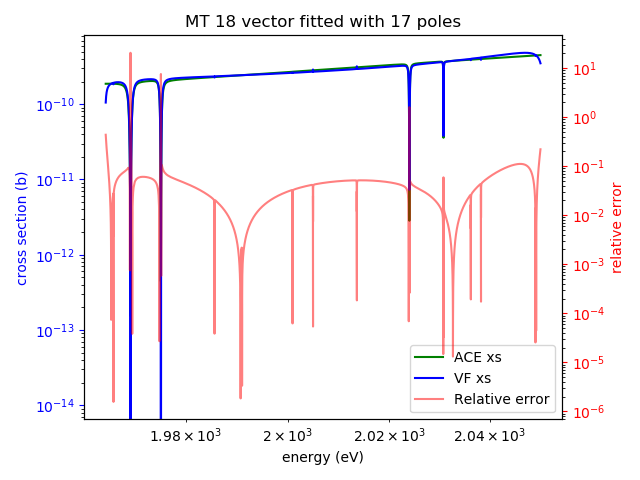 MT 18 vector fitted with 17 poles
cross section (b)
10⁻¹⁰
10⁻¹¹
10⁻¹²
10⁻¹³
10⁻¹⁴
10¹
10⁰
10⁻¹
10⁻²
10⁻³
10⁻⁴
10⁻⁵
10⁻⁶
relative error
ACE xs
VF xs
Relative error
1.98 × 10³ 2 × 10³ 2.02 × 10³ 2.04 × 10³
energy (eV)